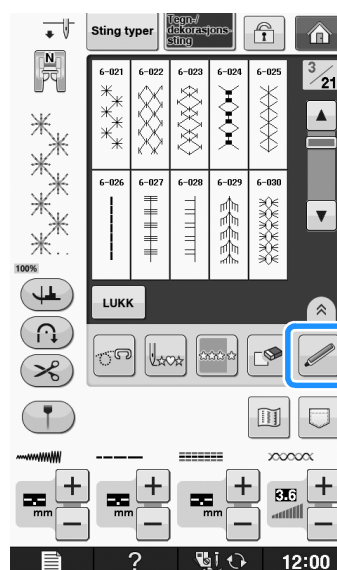 Sting typer
Tegn-/
dekorasjons-
sting
N
6-021 6-022 6-023 6-024 6-025
3/21
6-026 6-027 6-028 6-029 6-030
100%
LUKK
mm mm mm 3.6
?
12:00